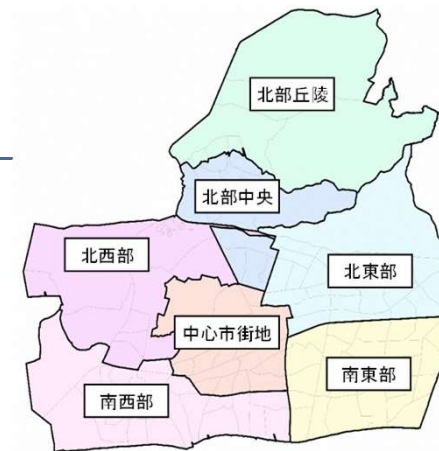 北部丘陵
北部中央
北西部
北東部
中心市街地
南東部
南西部